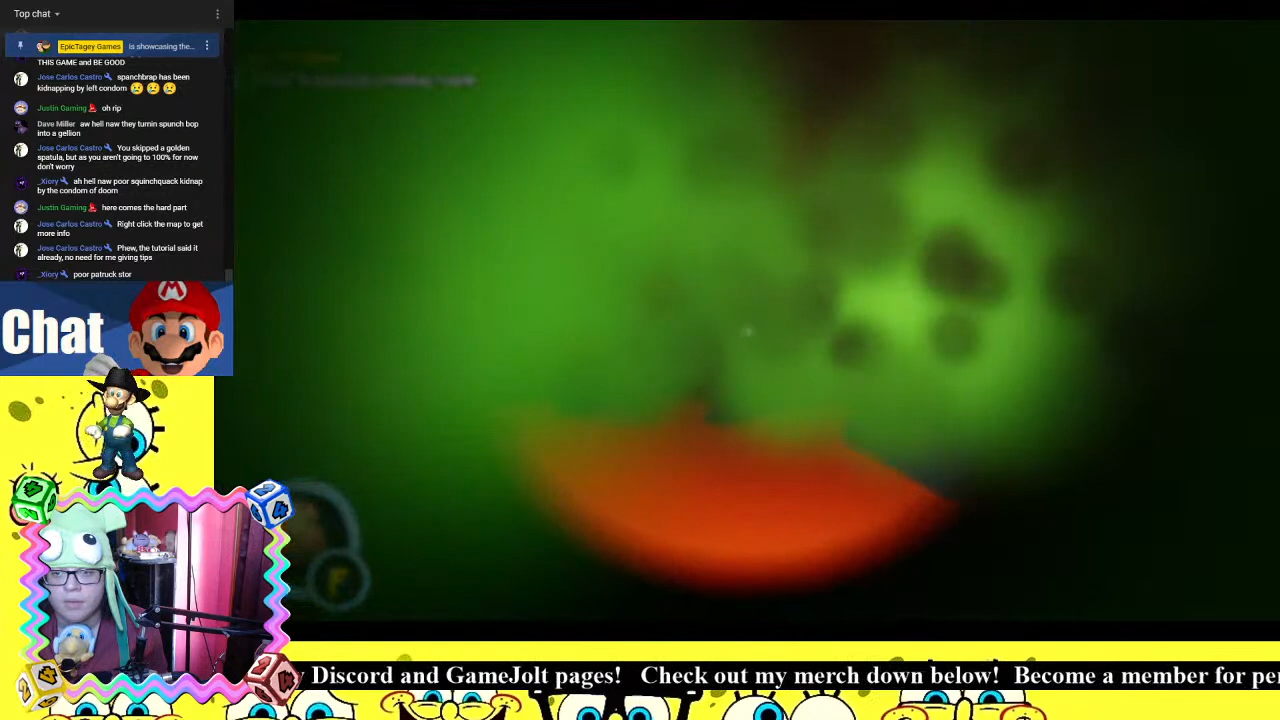 Top chat
EpicTagey Games is showcasing the...
THIS GAME and BE GOOD
Jose Carlos Castro spanchbrap has been
kidnapping by left condom 😢 😢 😢
Justin Gaming oh rip
Dave Miller aw hell naw they turnin spunch bop
into a gellion
Jose Carlos Castro You skipped a golden
spatula, but as you aren't going to 100% for now
don't worry
_Xiory ah hell naw poor squinchquack kidnap
by the condom of doom
Justin Gaming here comes the hard part
Jose Carlos Castro Right click the map to get
more info
Jose Carlos Castro Phew, the tutorial said it
already, no need for me giving tips
_Xiory poor patruck stor
M
Chat
Discord and GameJolt pages! Check out my merch down below! Become a member for